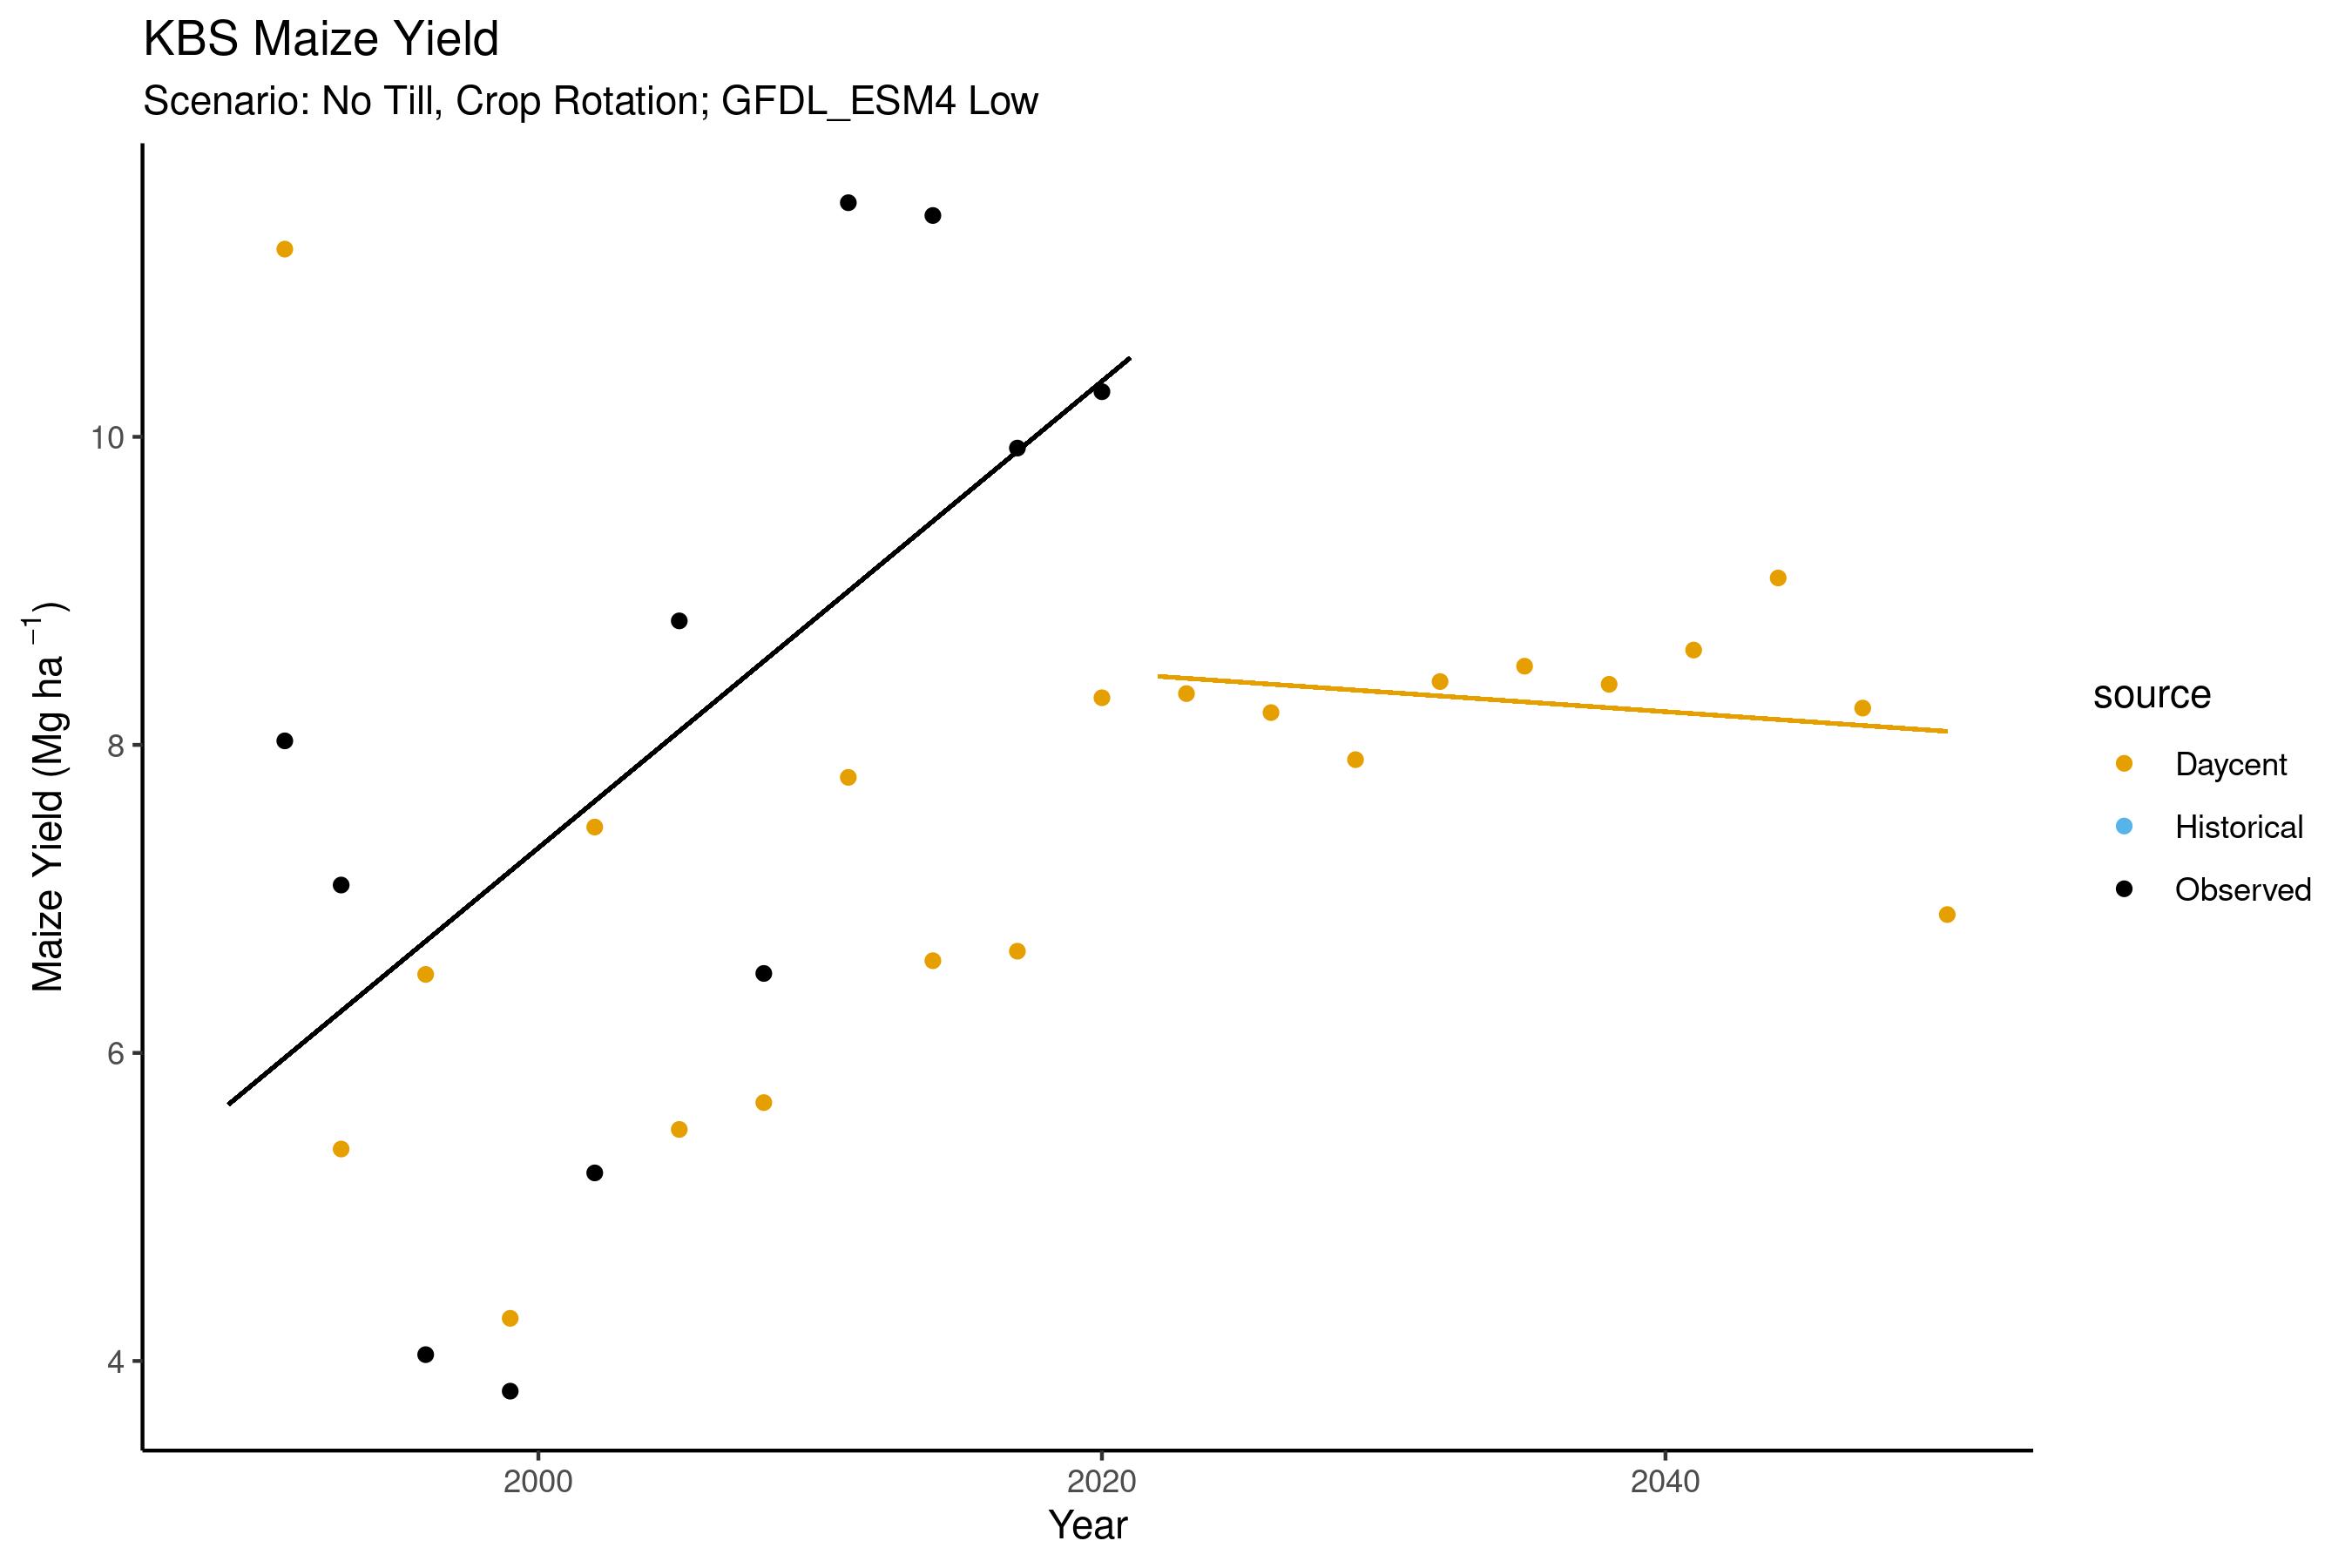 KBS Maize Yield
Scenario: No Till, Crop Rotation; GFDL_ESM4 Low
Maize Yield (Mg ha⁻¹)
10
8
6
4
2000
2020
2040
Year
source
Daycent
Historical
Observed